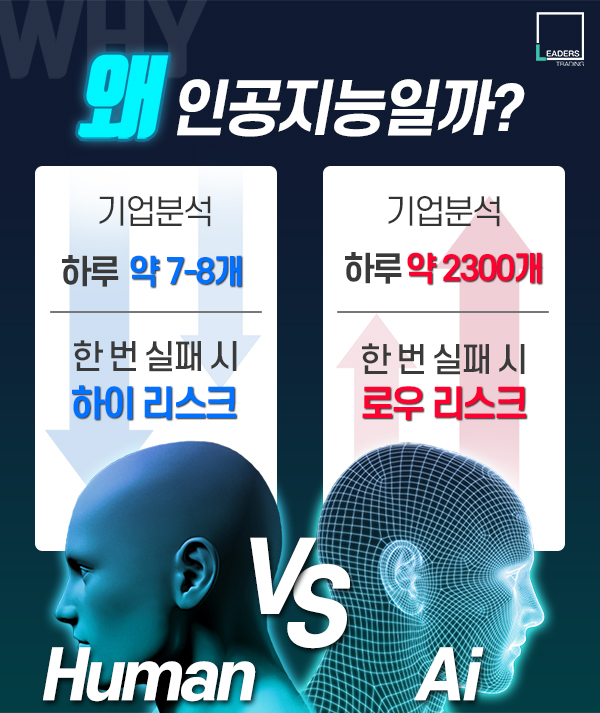 WHY
LEADERS
TRADING
왜 인공지능일까?
기업분석
하루 약 7-8개
한 번 실패 시
하이 리스크
기업분석
하루 약 2300개
한 번 실패 시
로우 리스크
VS
Human
Ai